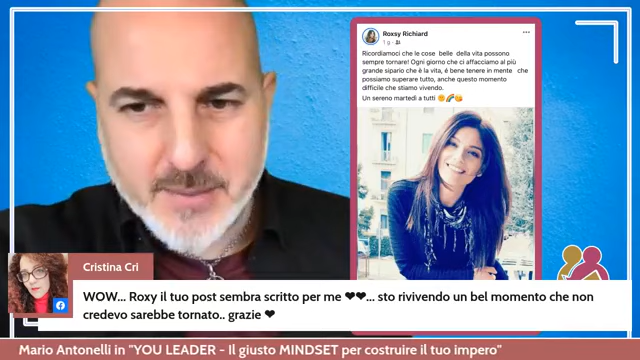 Roxsy Richiard
1 g ·
Ricordiamoci che le cose belle della vita possono
sempre tornare! Ogni giorno che ci affacciamo al più
grande sipario che è la vita, é bene tenere in mente che
possiamo superare tutto, anche questo momento
difficile che stiamo vivendo.
Un sereno martedì a tutti 🌞🌈😘
Cristina Cri
WOW... Roxy il tuo post sembra scritto per me ❤❤... sto rivivendo un bel momento che non
credevo sarebbe tornato.. grazie ❤
Mario Antonelli in "YOU LEADER - Il giusto MINDSET per costruire il tuo impero"